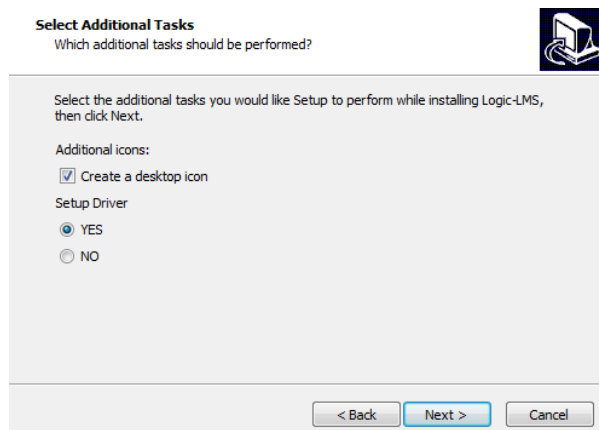 Select Additional Tasks
Which additional tasks should be performed?
Select the additional tasks you would like Setup to perform while installing Logic-LMS,
then click Next.
Additional icons:
Create a desktop icon
Setup Driver
YES
NO
< Back
Next >
Cancel